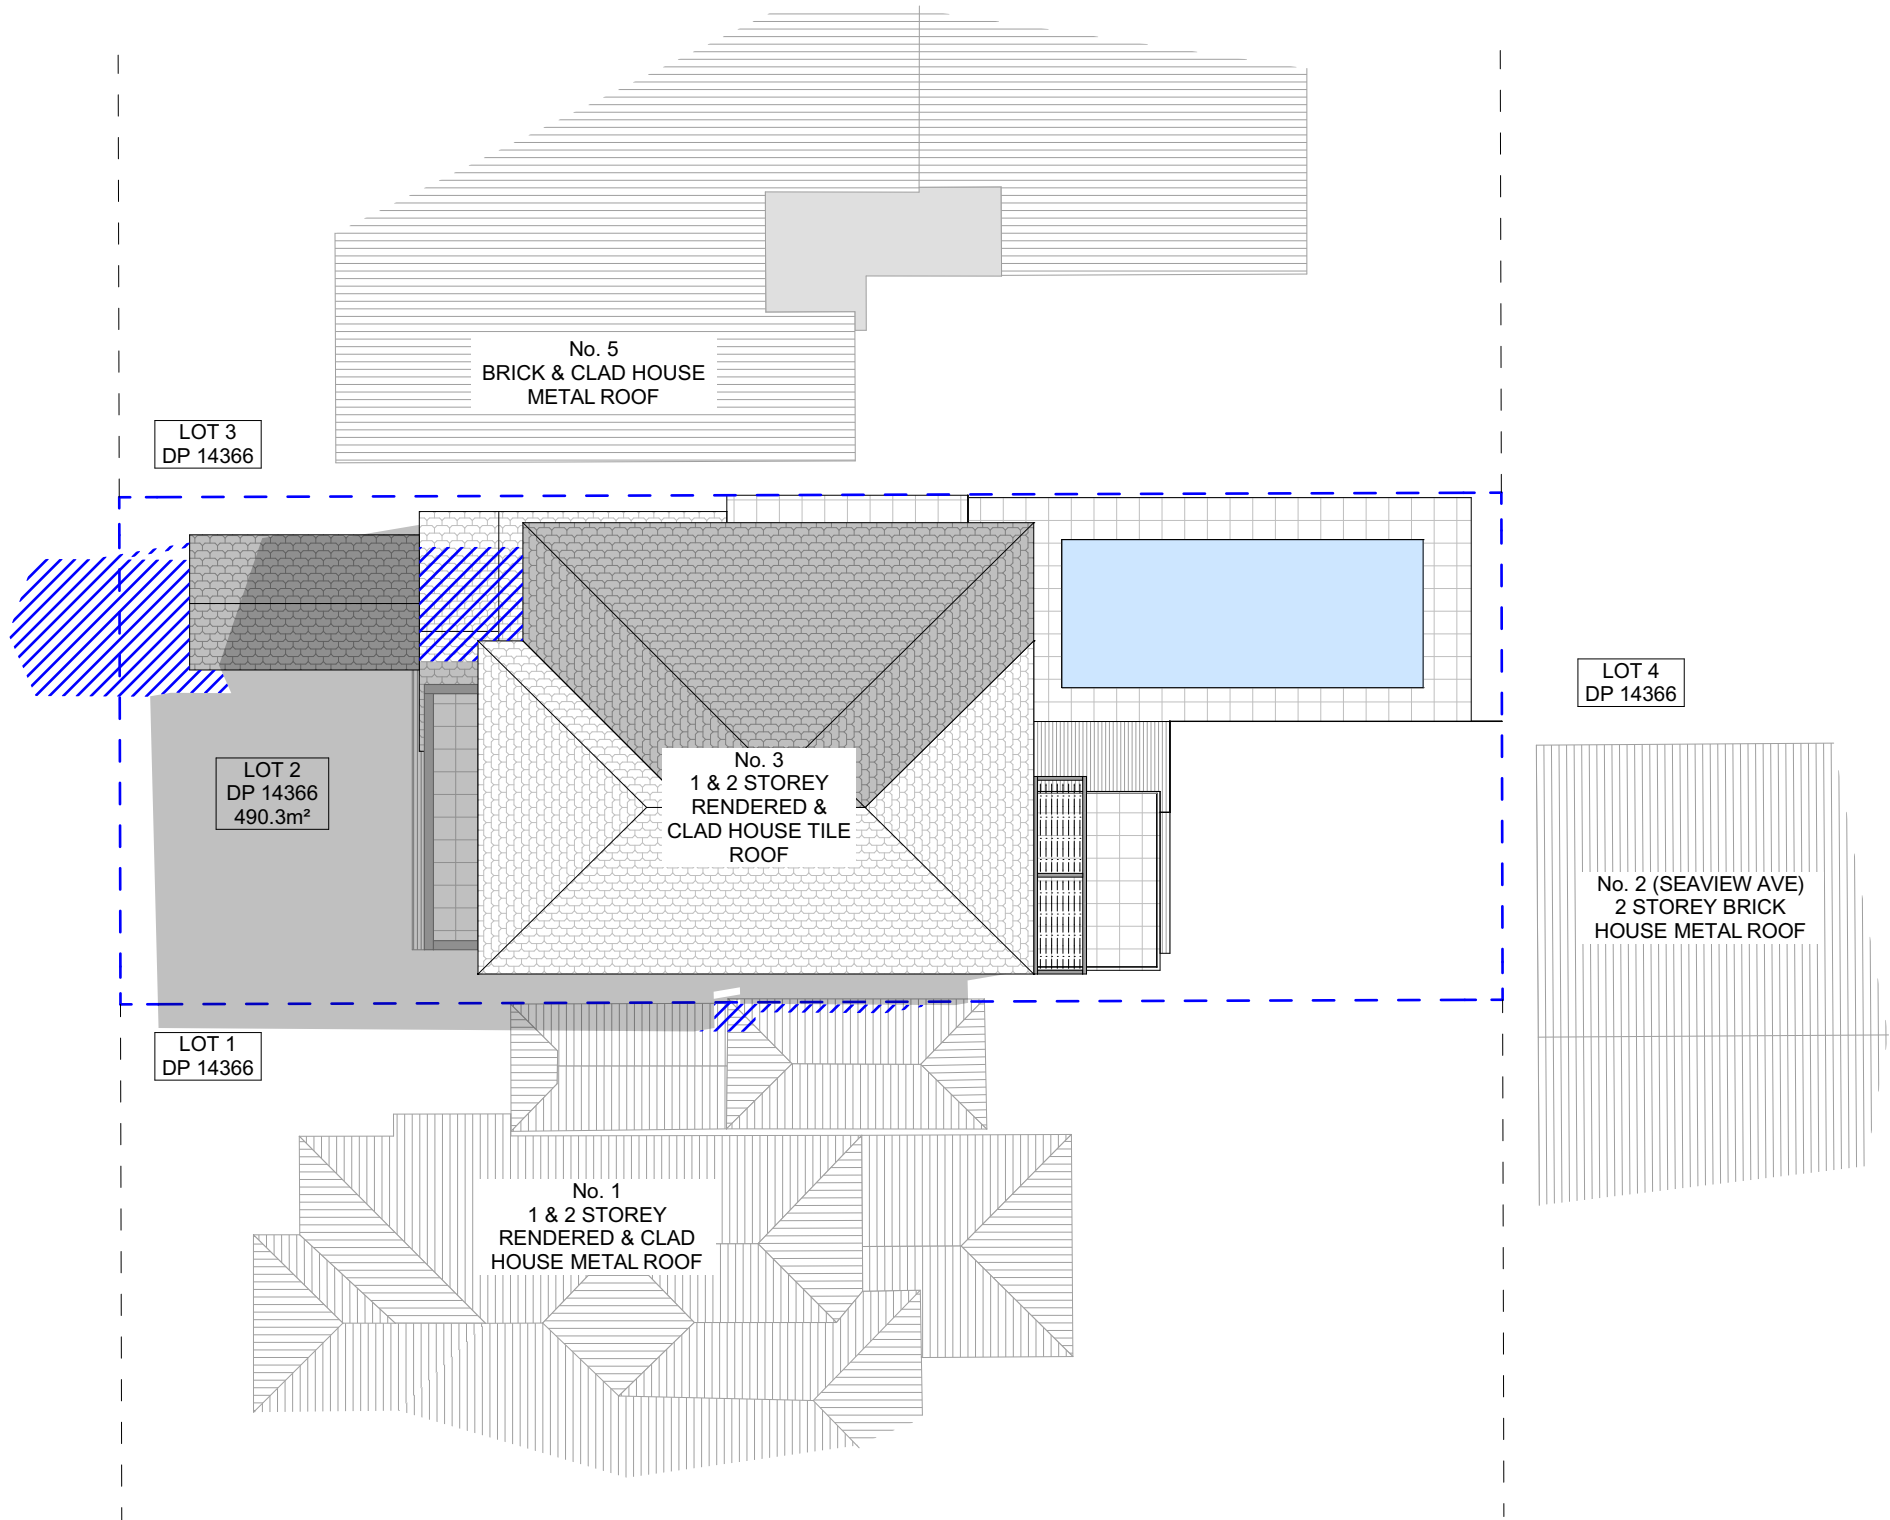 No. 5
BRICK & CLAD HOUSE
METAL ROOF
LOT 3
DP 14366
LOT 4
DP 14366
LOT 2
DP 14366
490.3m²
No. 3
1 & 2 STOREY
RENDERED &
CLAD HOUSE TILE
ROOF
No. 2 (SEAVIEW AVE)
2 STOREY BRICK
HOUSE METAL ROOF
LOT 1
DP 14366
No. 1
1 & 2 STOREY
RENDERED & CLAD
HOUSE METAL ROOF